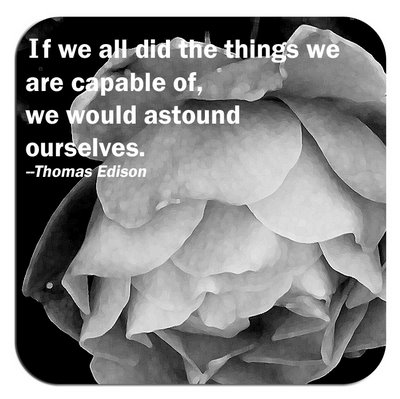 If we all did the things we
are capable of,
we would astound
ourselves.
–Thomas Edison